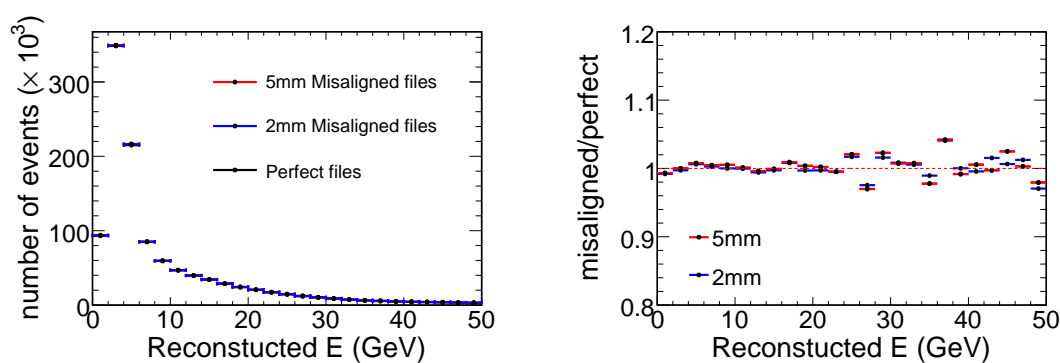 number of events (× 10³)
300
200
100
0
5mm Misaligned files
2mm Misaligned files
Perfect files
0 10 20 30 40 50
Reconstucted E (GeV)
misaligned/perfect
1.2
1.1
1
0.9
0.8
5mm
2mm
0 10 20 30 40 50
Reconstucted E (GeV)